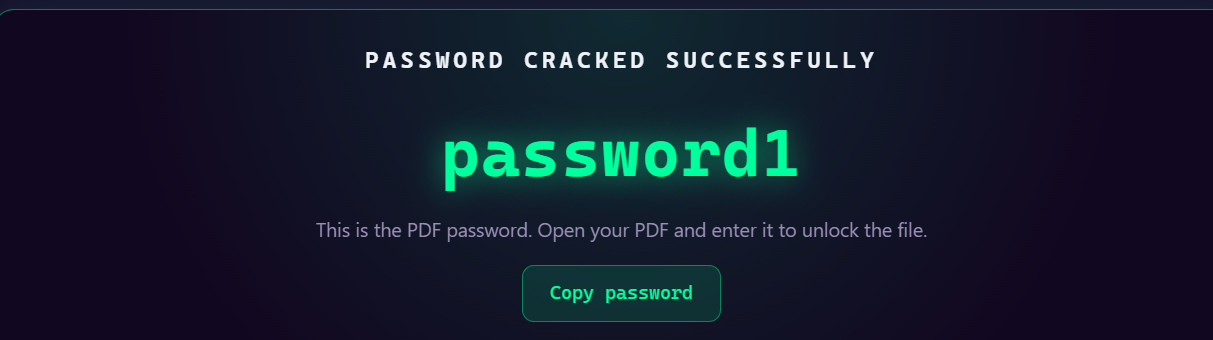 PASSWORD CRACKED SUCCESSFULLY
password1
This is the PDF password. Open your PDF and enter it to unlock the file.
Copy password